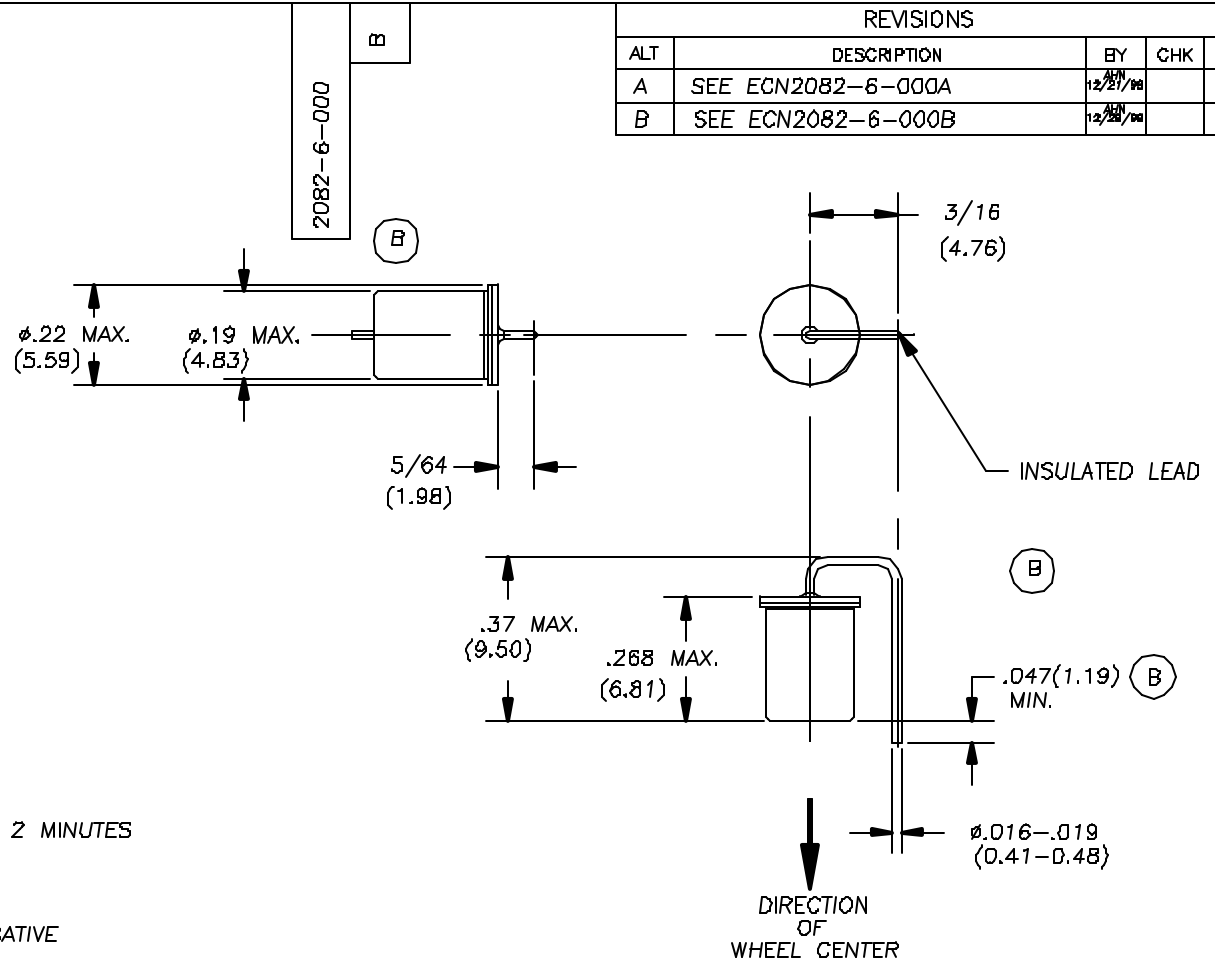 B
2082-6-000
REVISIONS
ALT DESCRIPTION BY CHK
A SEE ECN2082-6-000A AHN
B SEE ECN2082-6-000B AHN
B
3/16
(4.76)
ø.22 MAX.
(5.59)
ø.19 MAX.
(4.83)
5/64
(1.98)
INSULATED LEAD
B
.37 MAX.
(9.50)
.268 MAX.
(6.81)
.047(1.19) B
MIN.
2 MINUTES
ø.016-.019
(0.41-0.48)
DIRECTION
OF
WHEEL CENTER